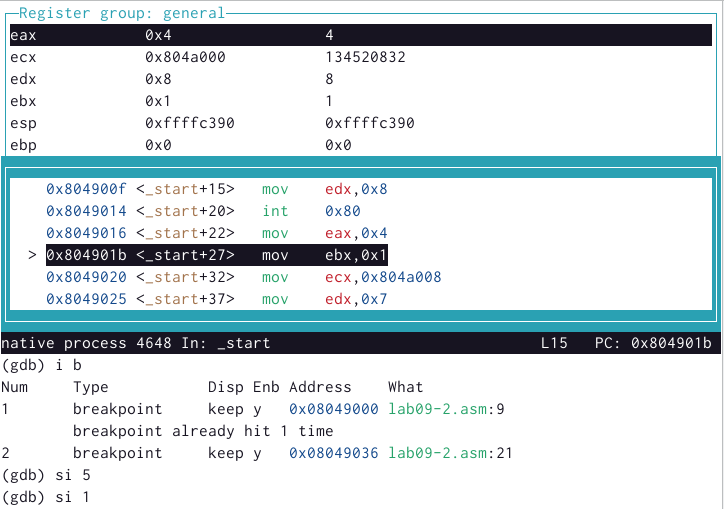 Register group: general
eax 0x4 4
ecx 0x804a000 134520832
edx 0x8 8
ebx 0x1 1
esp 0xffffc390 0xffffc390
ebp 0x0 0x0
0x804900f <_start+15> mov edx,0x8
0x8049014 <_start+20> int 0x80
0x8049016 <_start+22> mov eax,0x4
> 0x804901b <_start+27> mov ebx,0x1
0x8049020 <_start+32> mov ecx,0x804a008
0x8049025 <_start+37> mov edx,0x7
native process 4648 In: _start L15 PC: 0x804901b
(gdb) i b
Num Type Disp Enb Address What
1 breakpoint keep y 0x08049000 lab09-2.asm:9
breakpoint already hit 1 time
2 breakpoint keep y 0x08049036 lab09-2.asm:21
(gdb) si 5
(gdb) si 1